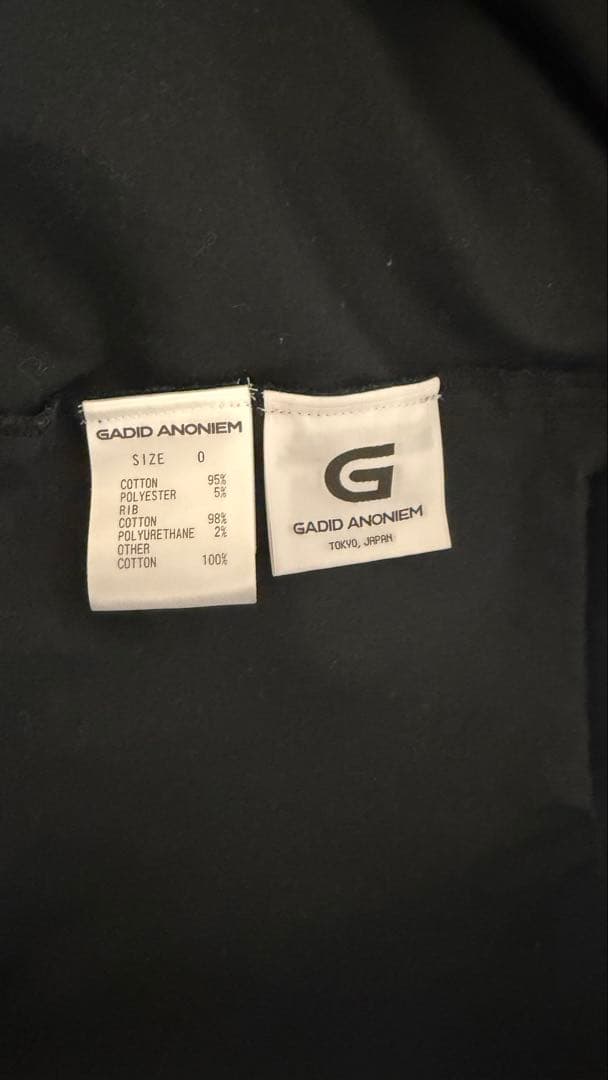 GADID ANONIEM
SIZE 0
COTTON 95%
POLYESTER 5%
RIB
COTTON 98%
POLYURETHANE 2%
OTHER
COTTON 100%
G
GADID ANONIEM
TOKYO, JAPAN